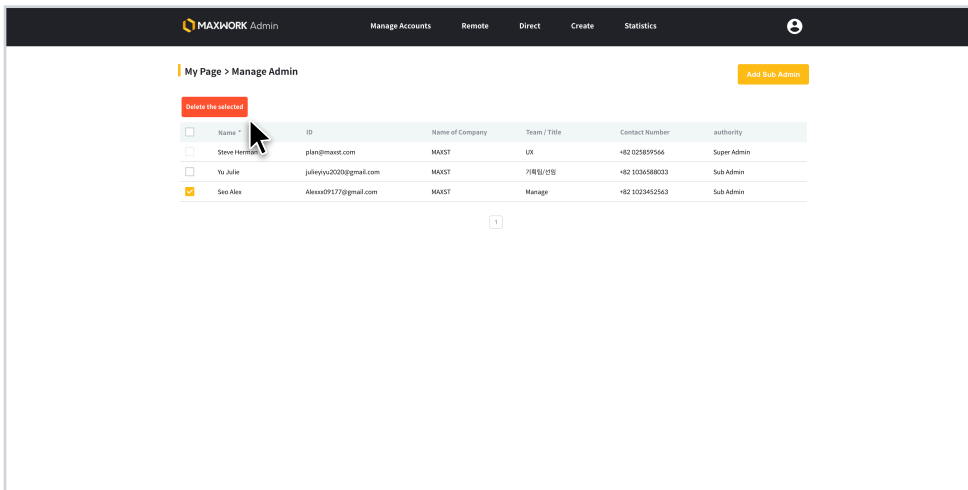 MAXWORK Admin Manage Accounts Remote Direct Create Statistics
My Page > Manage Admin
Add Sub Admin
Delete the selected
Name ID Name of Company Team / Title Contact Number authority
Steve Herman plan@maxst.com MAXST UX +82 025859566 Super Admin
Yu Julie julieyiyu2020@gmail.com MAXST 기획팀/선임 +82 1036588033 Sub Admin
Seo Alex Alexxx09177@gmail.com MAXST Manage +82 1023452563 Sub Admin
1